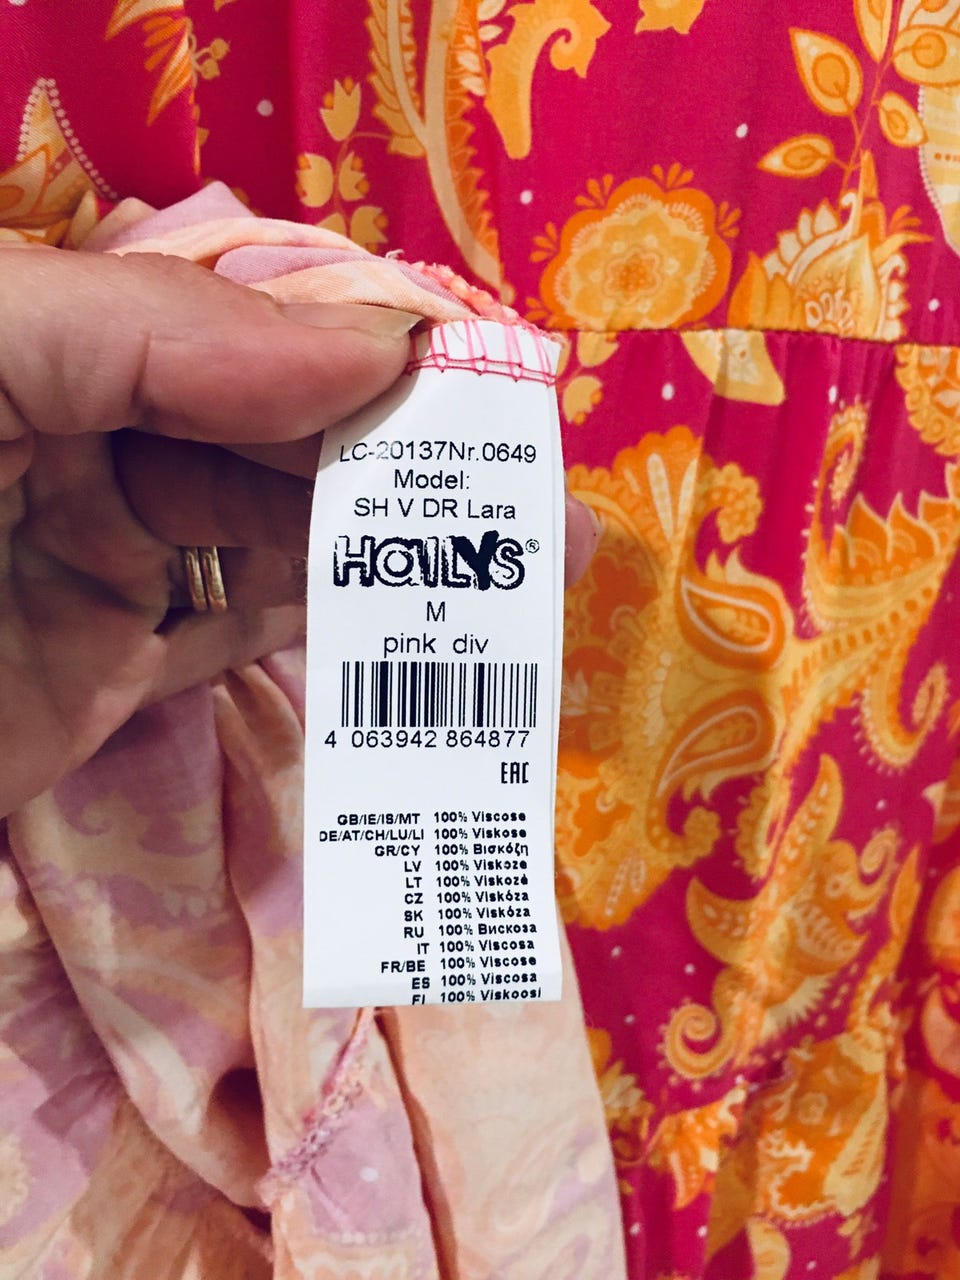 LC-20137Nr.0649
Model:
SH V DR Lara
HaILYS®
M
pink div
4 063942 864877
EAC
GB/IE/IS/MT 100% Viscose
DE/AT/CH/LU/LI 100% Viskose
GR/CY 100% Βισκόζη
LV 100% Viskoze
LT 100% Viskozė
CZ 100% Viskóza
SK 100% Viskóza
RU 100% Вискоза
IT 100% Viscosa
FR/BE 100% Viscose
ES 100% Viscosa
FI 100% Viskoosi